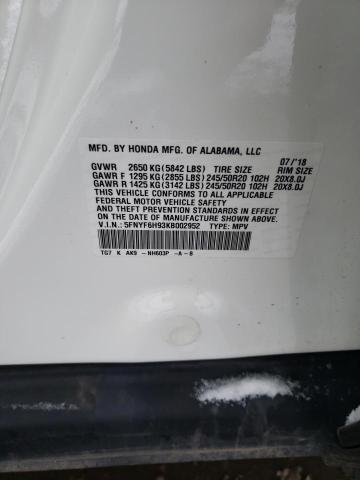 MFD. BY HONDA MFG. OF ALABAMA, LLC 07/'18
GVWR 2650 KG (5842 LBS) TIRE SIZE RIM SIZE
GAWR F 1295 KG (2855 LBS) 245/50R20 102H 20X8.0J
GAWR R 1425 KG (3142 LBS) 245/50R20 102H 20X8.0J
THIS VEHICLE CONFORMS TO ALL APPLICABLE
FEDERAL MOTOR VEHICLE SAFETY, BUMPER,
AND THEFT PREVENTION STANDARDS IN EFFECT
ON THE DATE OF MANUFACTURE SHOWN ABOVE.
V.I.N.: 5FNYF6H93KB002952 TYPE: MPV
TG7 K AK9 -NH603P -A-8